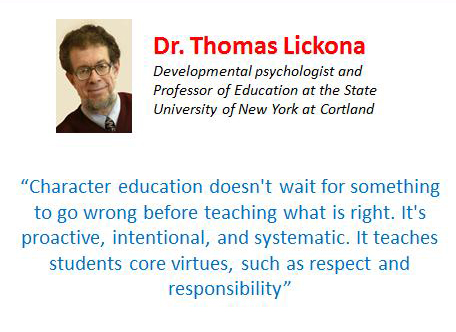 Dr. Thomas Lickona
Developmental psychologist and
Professor of Education at the State
University of New York at Cortland
“Character education doesn't wait for something
to go wrong before teaching what is right. It's
proactive, intentional, and systematic. It teaches
students core virtues, such as respect and
responsibility”